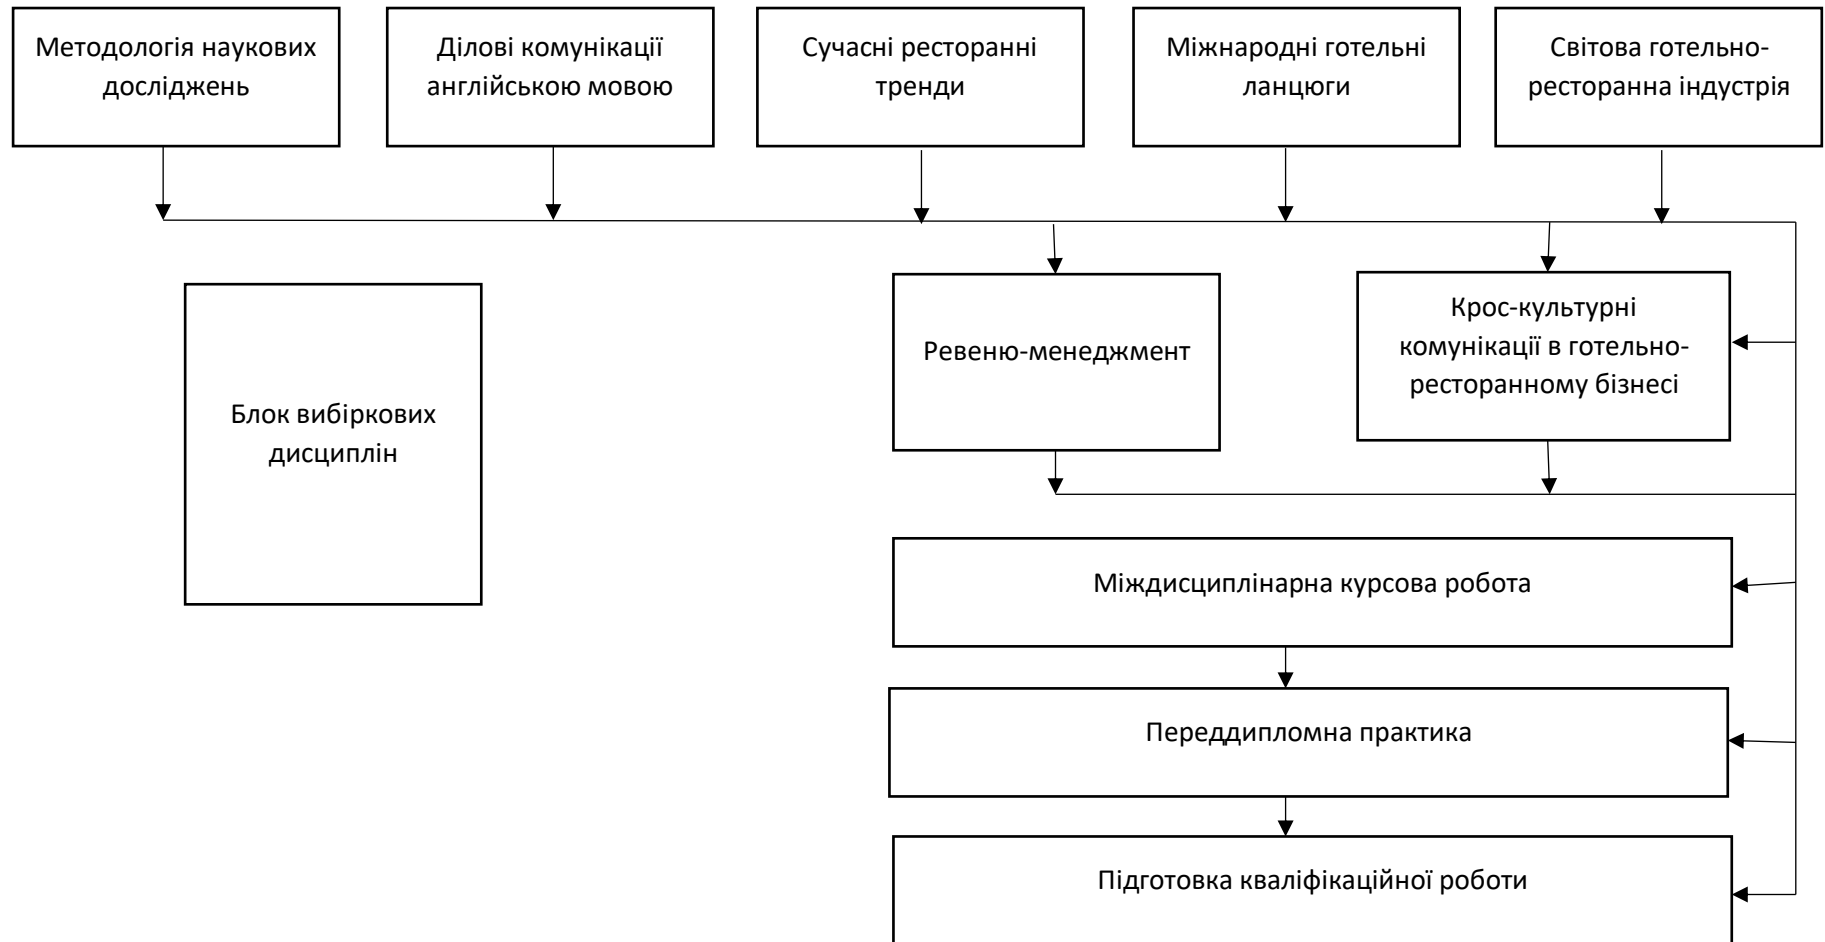 Методологія наукових
досліджень
Ділові комунікації
англійською мовою
Сучасні ресторанні
тренди
Міжнародні готельні
ланцюги
Світова готельно-
ресторанна індустрія
Блок вибіркових
дисциплін
Ревеню-менеджмент
Крос-культурні
комунікації в готельно-
ресторанному бізнесі
Міждисциплінарна курсова робота
Переддипломна практика
Підготовка кваліфікаційної роботи